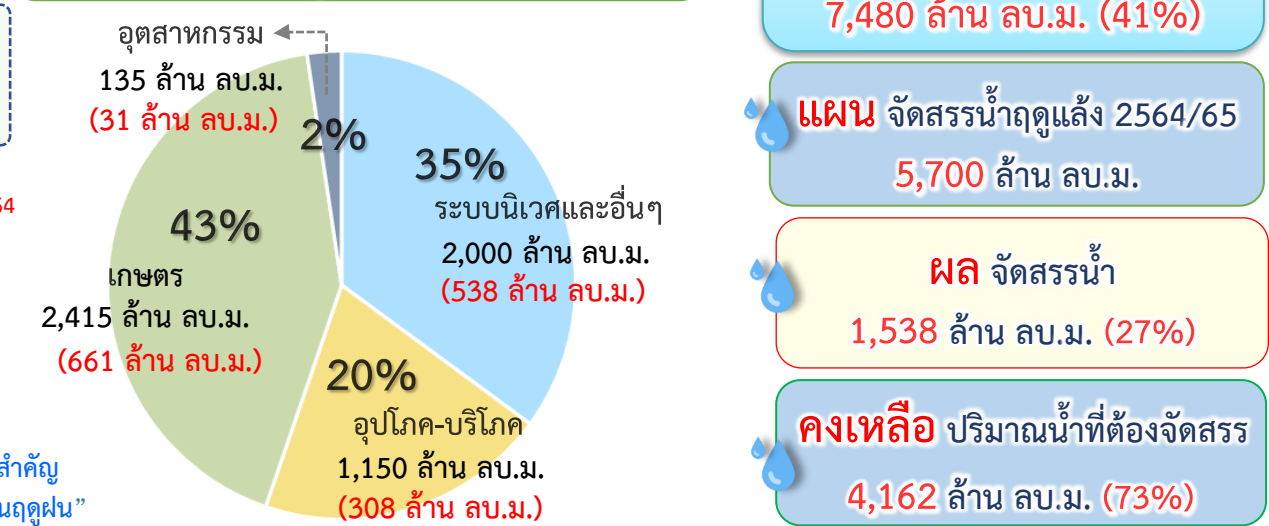 อุตสาหกรรม
135 ล้าน ลบ.ม.
(31 ล้าน ลบ.ม.)
2%
35%
ระบบนิเวศและอื่นๆ
2,000 ล้าน ลบ.ม.
(538 ล้าน ลบ.ม.)
43%
เกษตร
2,415 ล้าน ลบ.ม.
(661 ล้าน ลบ.ม.)
20%
อุปโภค-บริโภค
1,150 ล้าน ลบ.ม.
(308 ล้าน ลบ.ม.)
สำคัญ
นฤดูฝน”
7,480 ล้าน ลบ.ม. (41%)
แผน จัดสรรน้ำฤดูแล้ง 2564/65
5,700 ล้าน ลบ.ม.
ผล จัดสรรน้ำ
1,538 ล้าน ลบ.ม. (27%)
คงเหลือ ปริมาณน้ำที่ต้องจัดสรร
4,162 ล้าน ลบ.ม. (73%)